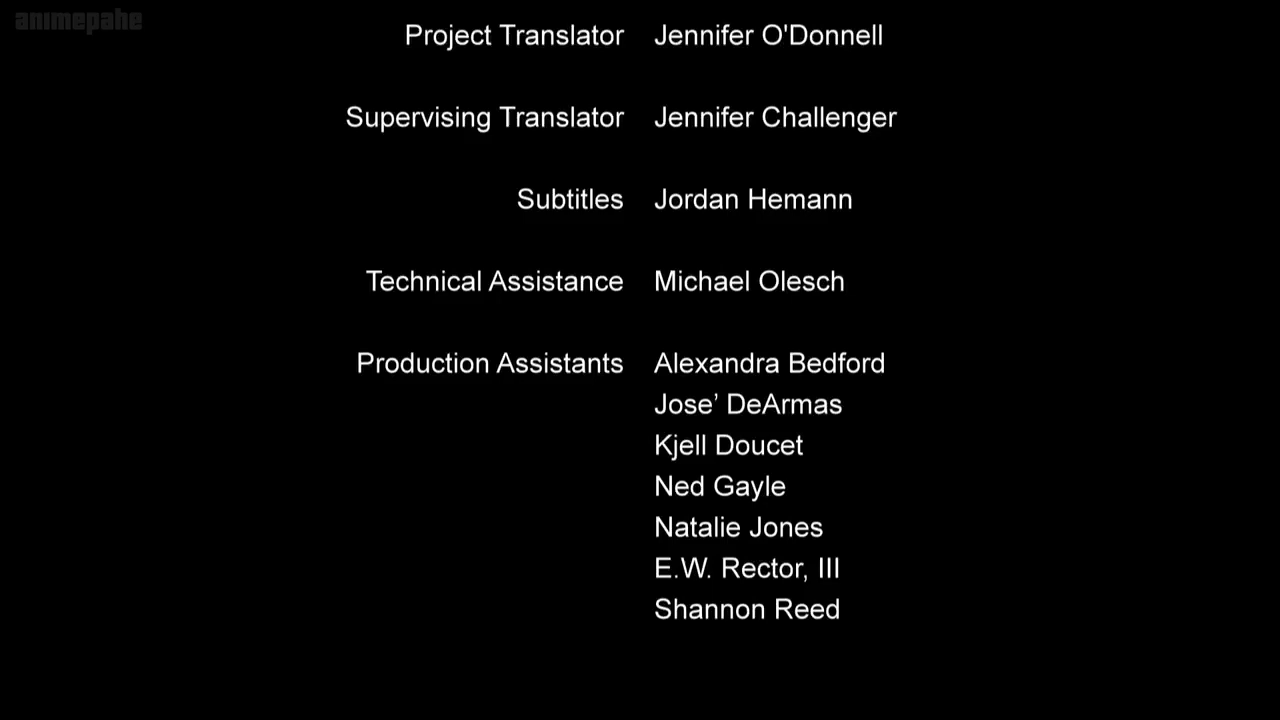 animepahe
Project Translator Jennifer O'Donnell
Supervising Translator Jennifer Challenger
Subtitles Jordan Hemann
Technical Assistance Michael Olesch
Production Assistants Alexandra Bedford
Jose’ DeArmas
Kjell Doucet
Ned Gayle
Natalie Jones
E.W. Rector, III
Shannon Reed